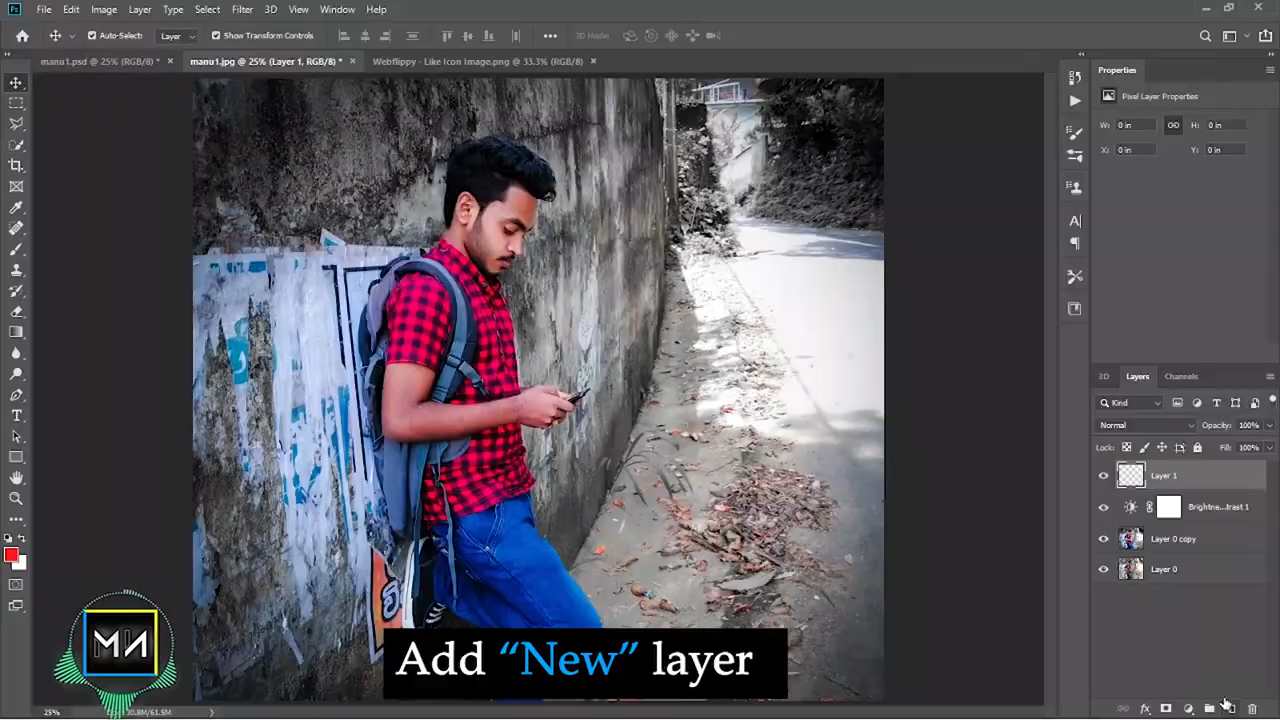 File Edit Image Layer Type Select Filter 3D View Window Help
Auto-Select: Layer Show Transform Controls 3D Mode:
manu1.psd @ 25% (RGB/8) * × manu1.jpg @ 25% (Layer 1, RGB/8) * × Webflippy - Like Icon Image.png @ 33.3% (RGB/8) ×
Properties
Pixel Layer Properties
W: 0 in H: 0 in
X: 0 in Y: 0 in
3D Layers Channels
Kind
Normal Opacity: 100%
Lock: Fill: 100%
Layer 1
Brightne...trast 1
Layer 0 copy
Layer 0
Add “New” layer
25%